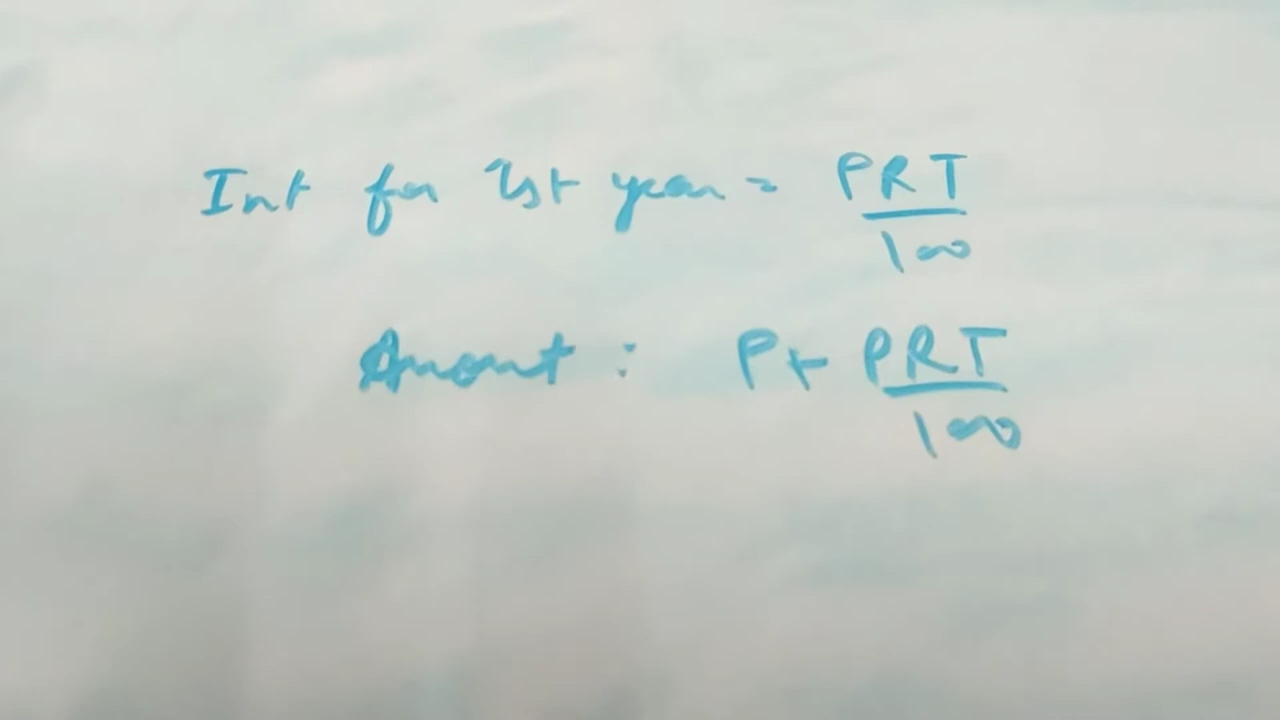 Int for 1st year = PRT/100
Amount : P + PRT/100